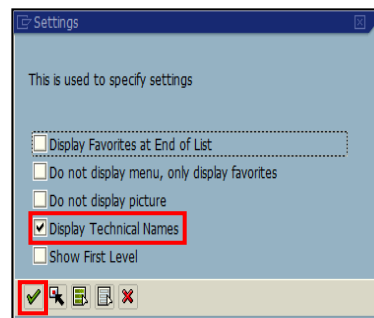 Settings
This is used to specify settings
Display Favorites at End of List
Do not display menu, only display favorites
Do not display picture
Display Technical Names
Show First Level